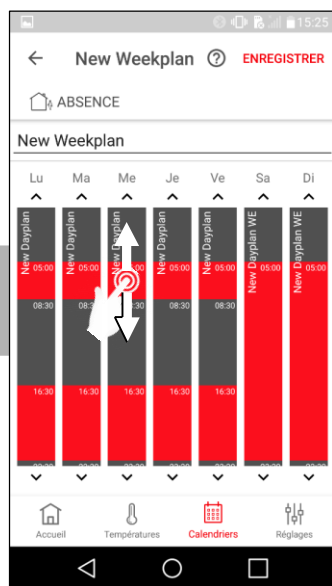 15:25
New Weekplan ? ENREGISTRER
ABSENCE
New Weekplan
Lu Ma Me Je Ve Sa Di
New Dayplan New Dayplan New Dayplan New Dayplan New Dayplan New Dayplan WE New Dayplan WE
05:00 05:00 05:00 05:00 05:00 05:00
08:30 08:30 08:30 08:30
16:30 16:30 16:30 16:30 16:30
Accueil Températures Calendriers Réglages